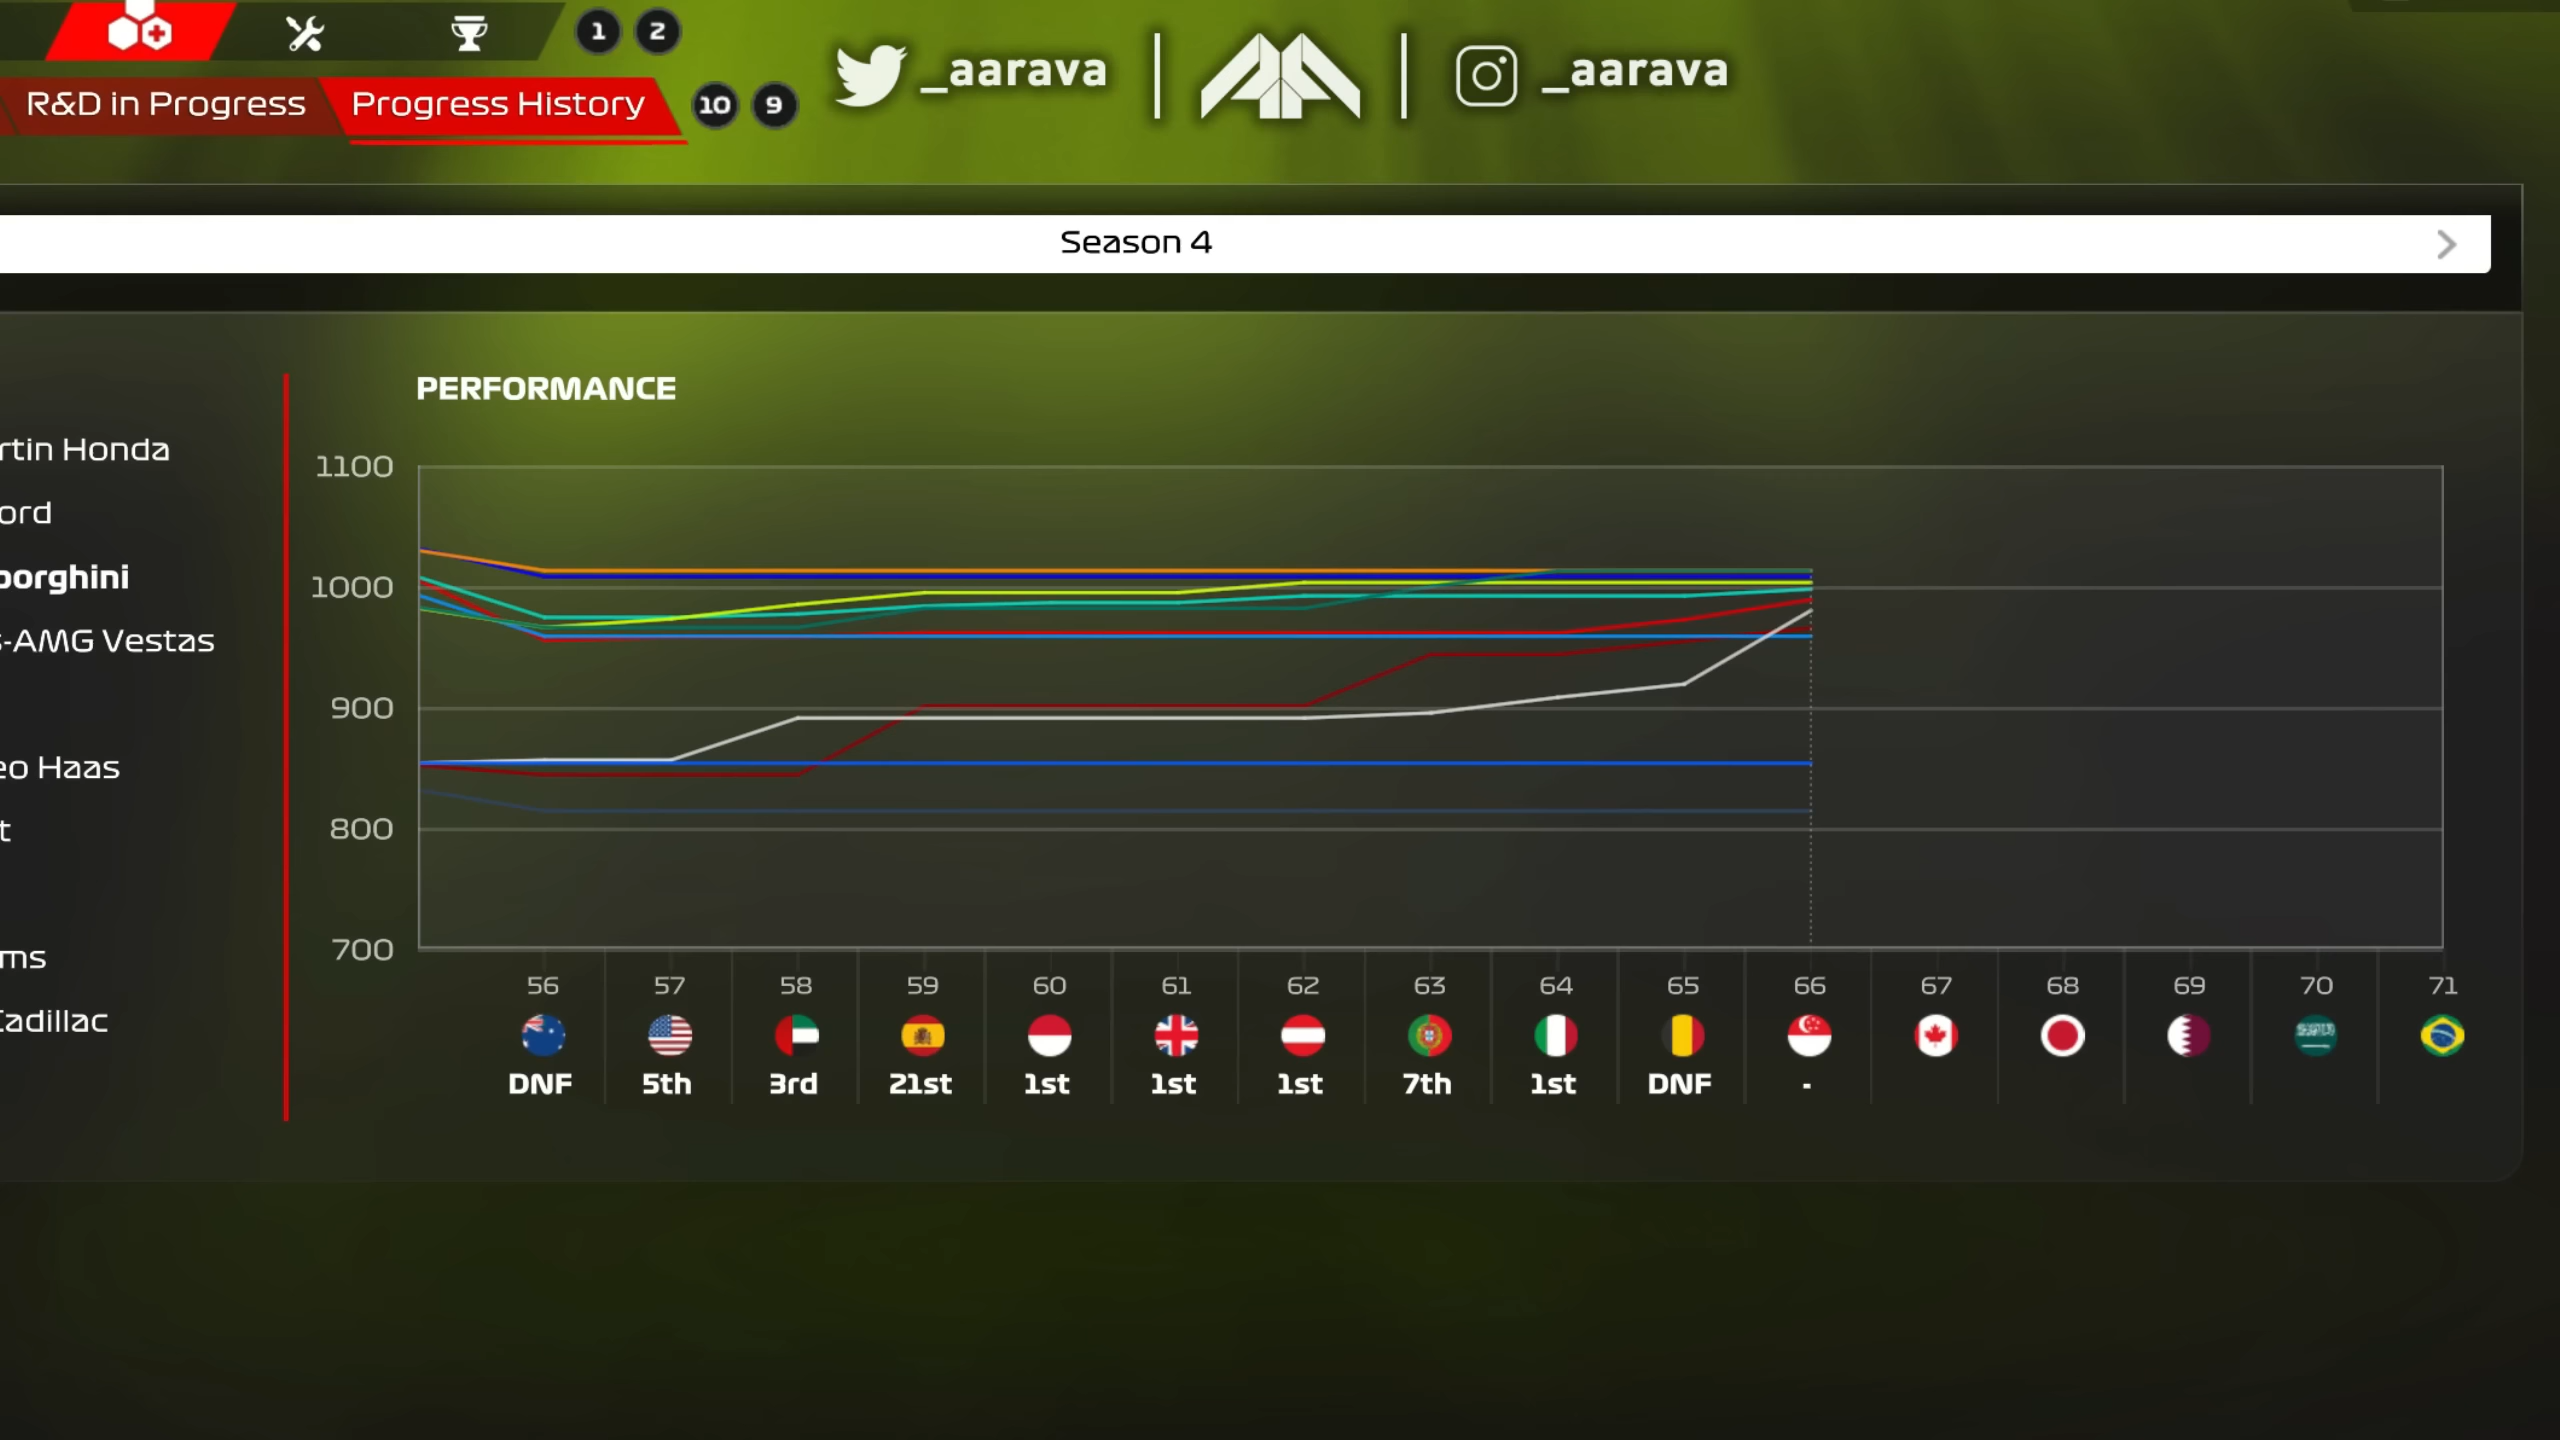 1 2
_aarava _aarava
R&D in Progress Progress History 10 9
Season 4
PERFORMANCE
rtin Honda
ord
borghini
s-AMG Vestas
eo Haas
t
ms
Cadillac
1100
1000
900
800
700
56 57 58 59 60 61 62 63 64 65 66 67 68 69 70 71
DNF 5th 3rd 21st 1st 1st 1st 7th 1st DNF -